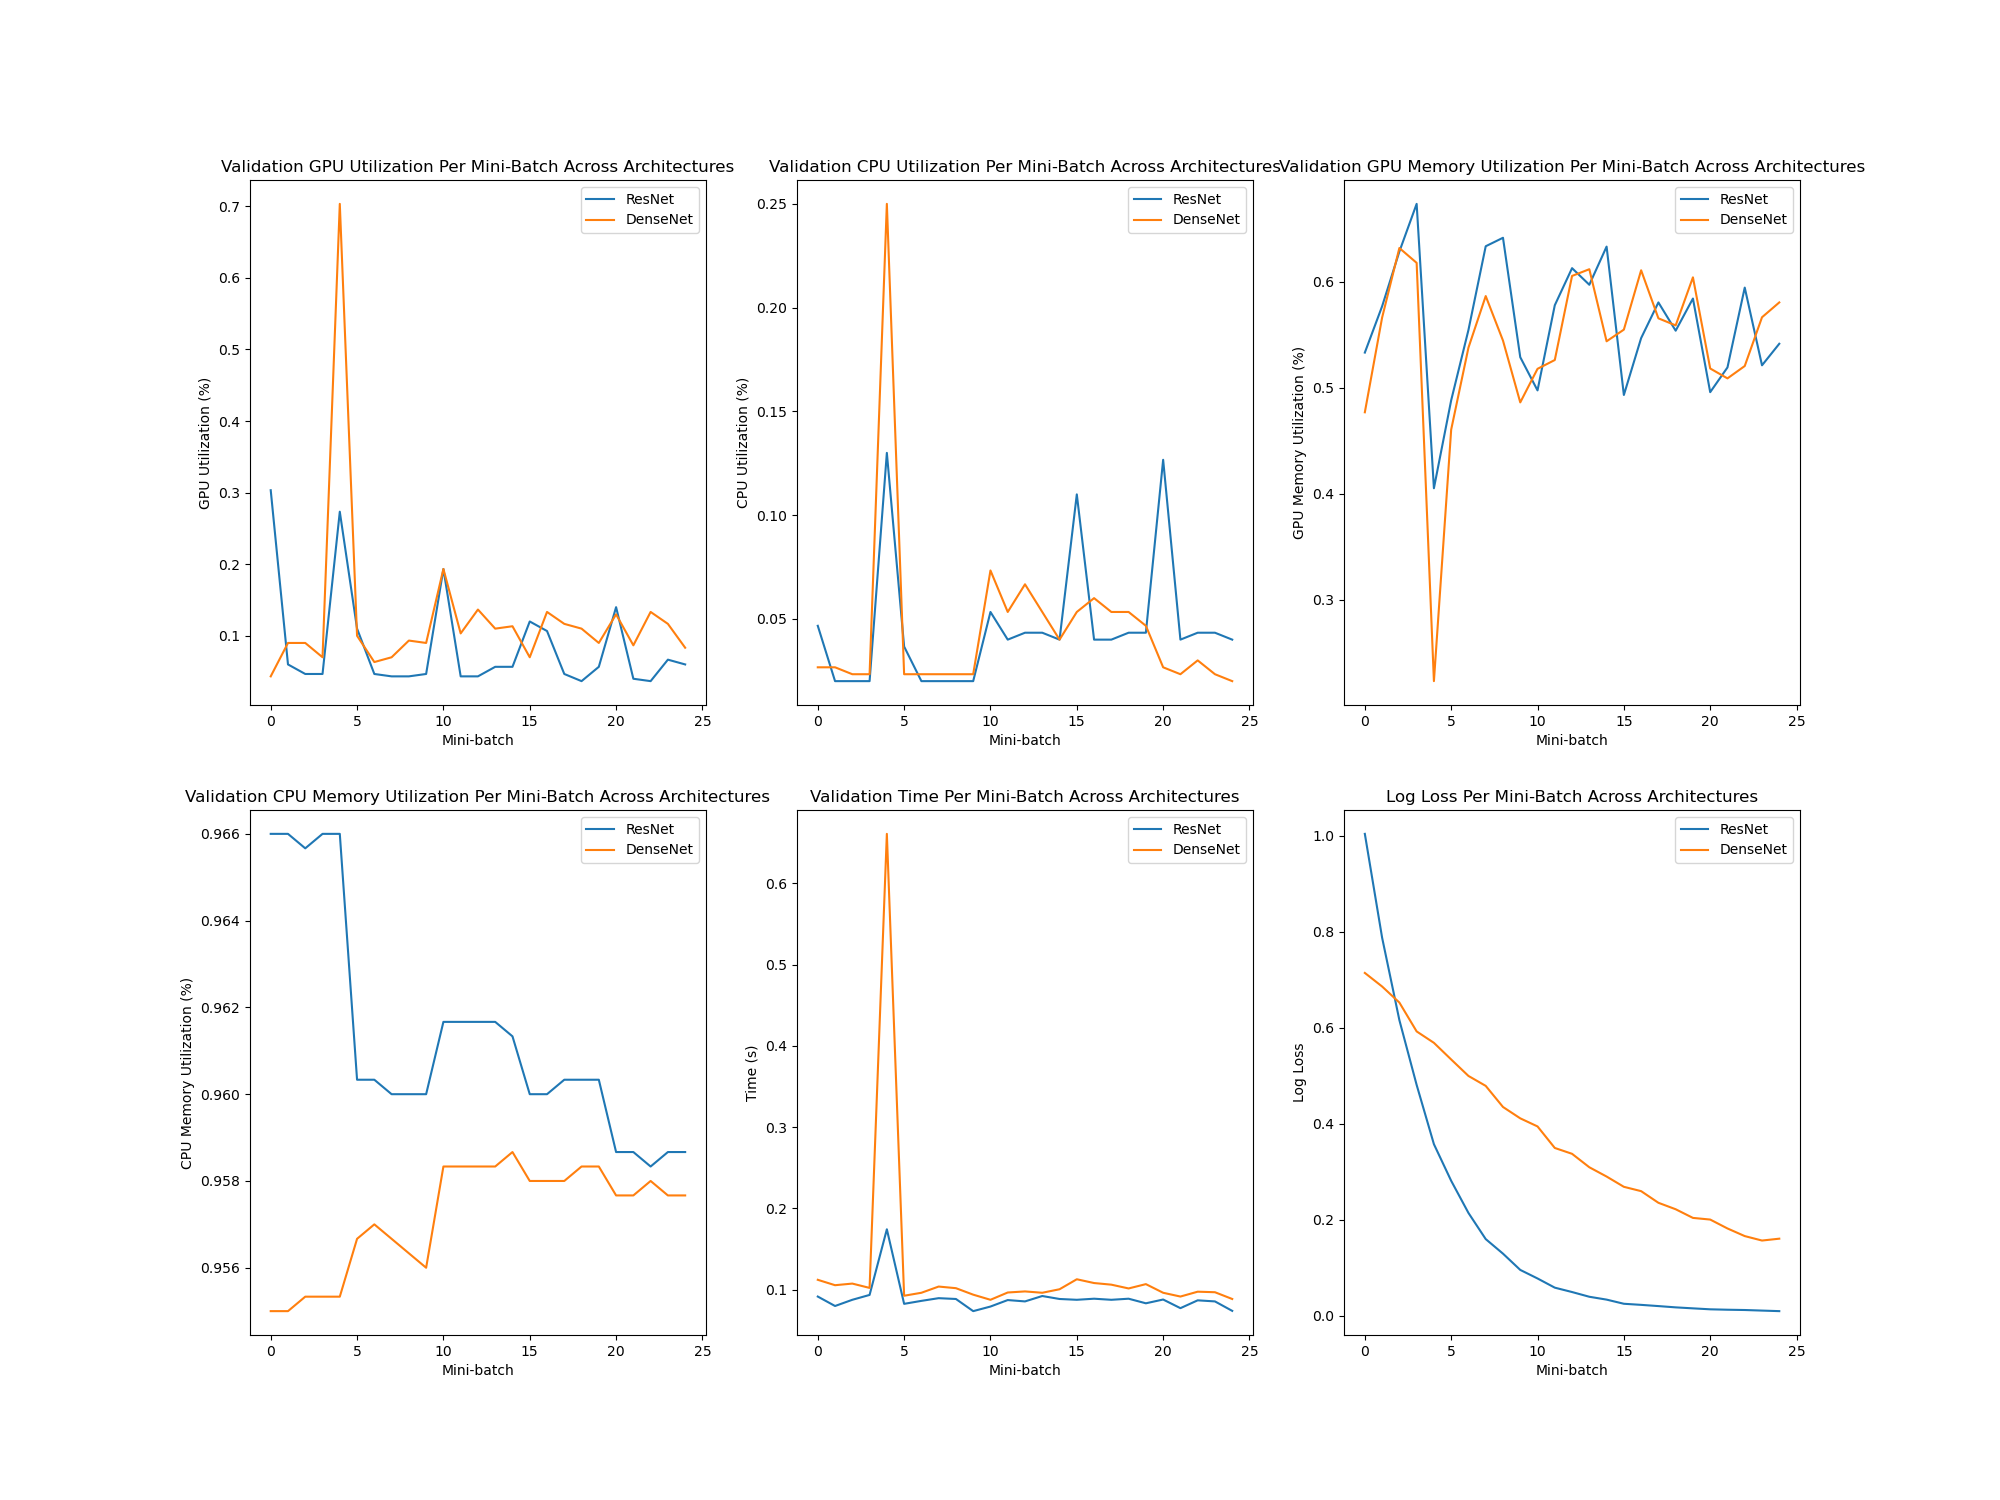 Validation GPU Utilization Per Mini-Batch Across Architectures
ResNet
DenseNet
0.7
0.6
0.5
0.4
0.3
0.2
0.1
GPU Utilization (%)
0 5 10 15 20 25
Mini-batch
Validation CPU Utilization Per Mini-Batch Across Architectures
ResNet
DenseNet
0.25
0.20
0.15
0.10
0.05
CPU Utilization (%)
0 5 10 15 20 25
Mini-batch
Validation GPU Memory Utilization Per Mini-Batch Across Architectures
ResNet
DenseNet
0.6
0.5
0.4
0.3
GPU Memory Utilization (%)
0 5 10 15 20 25
Mini-batch
Validation CPU Memory Utilization Per Mini-Batch Across Architectures
ResNet
DenseNet
0.966
0.964
0.962
0.960
0.958
0.956
CPU Memory Utilization (%)
0 5 10 15 20 25
Mini-batch
Validation Time Per Mini-Batch Across Architectures
ResNet
DenseNet
0.6
0.5
0.4
0.3
0.2
0.1
Time (s)
0 5 10 15 20 25
Mini-batch
Log Loss Per Mini-Batch Across Architectures
ResNet
DenseNet
1.0
0.8
0.6
0.4
0.2
0.0
Log Loss
0 5 10 15 20 25
Mini-batch